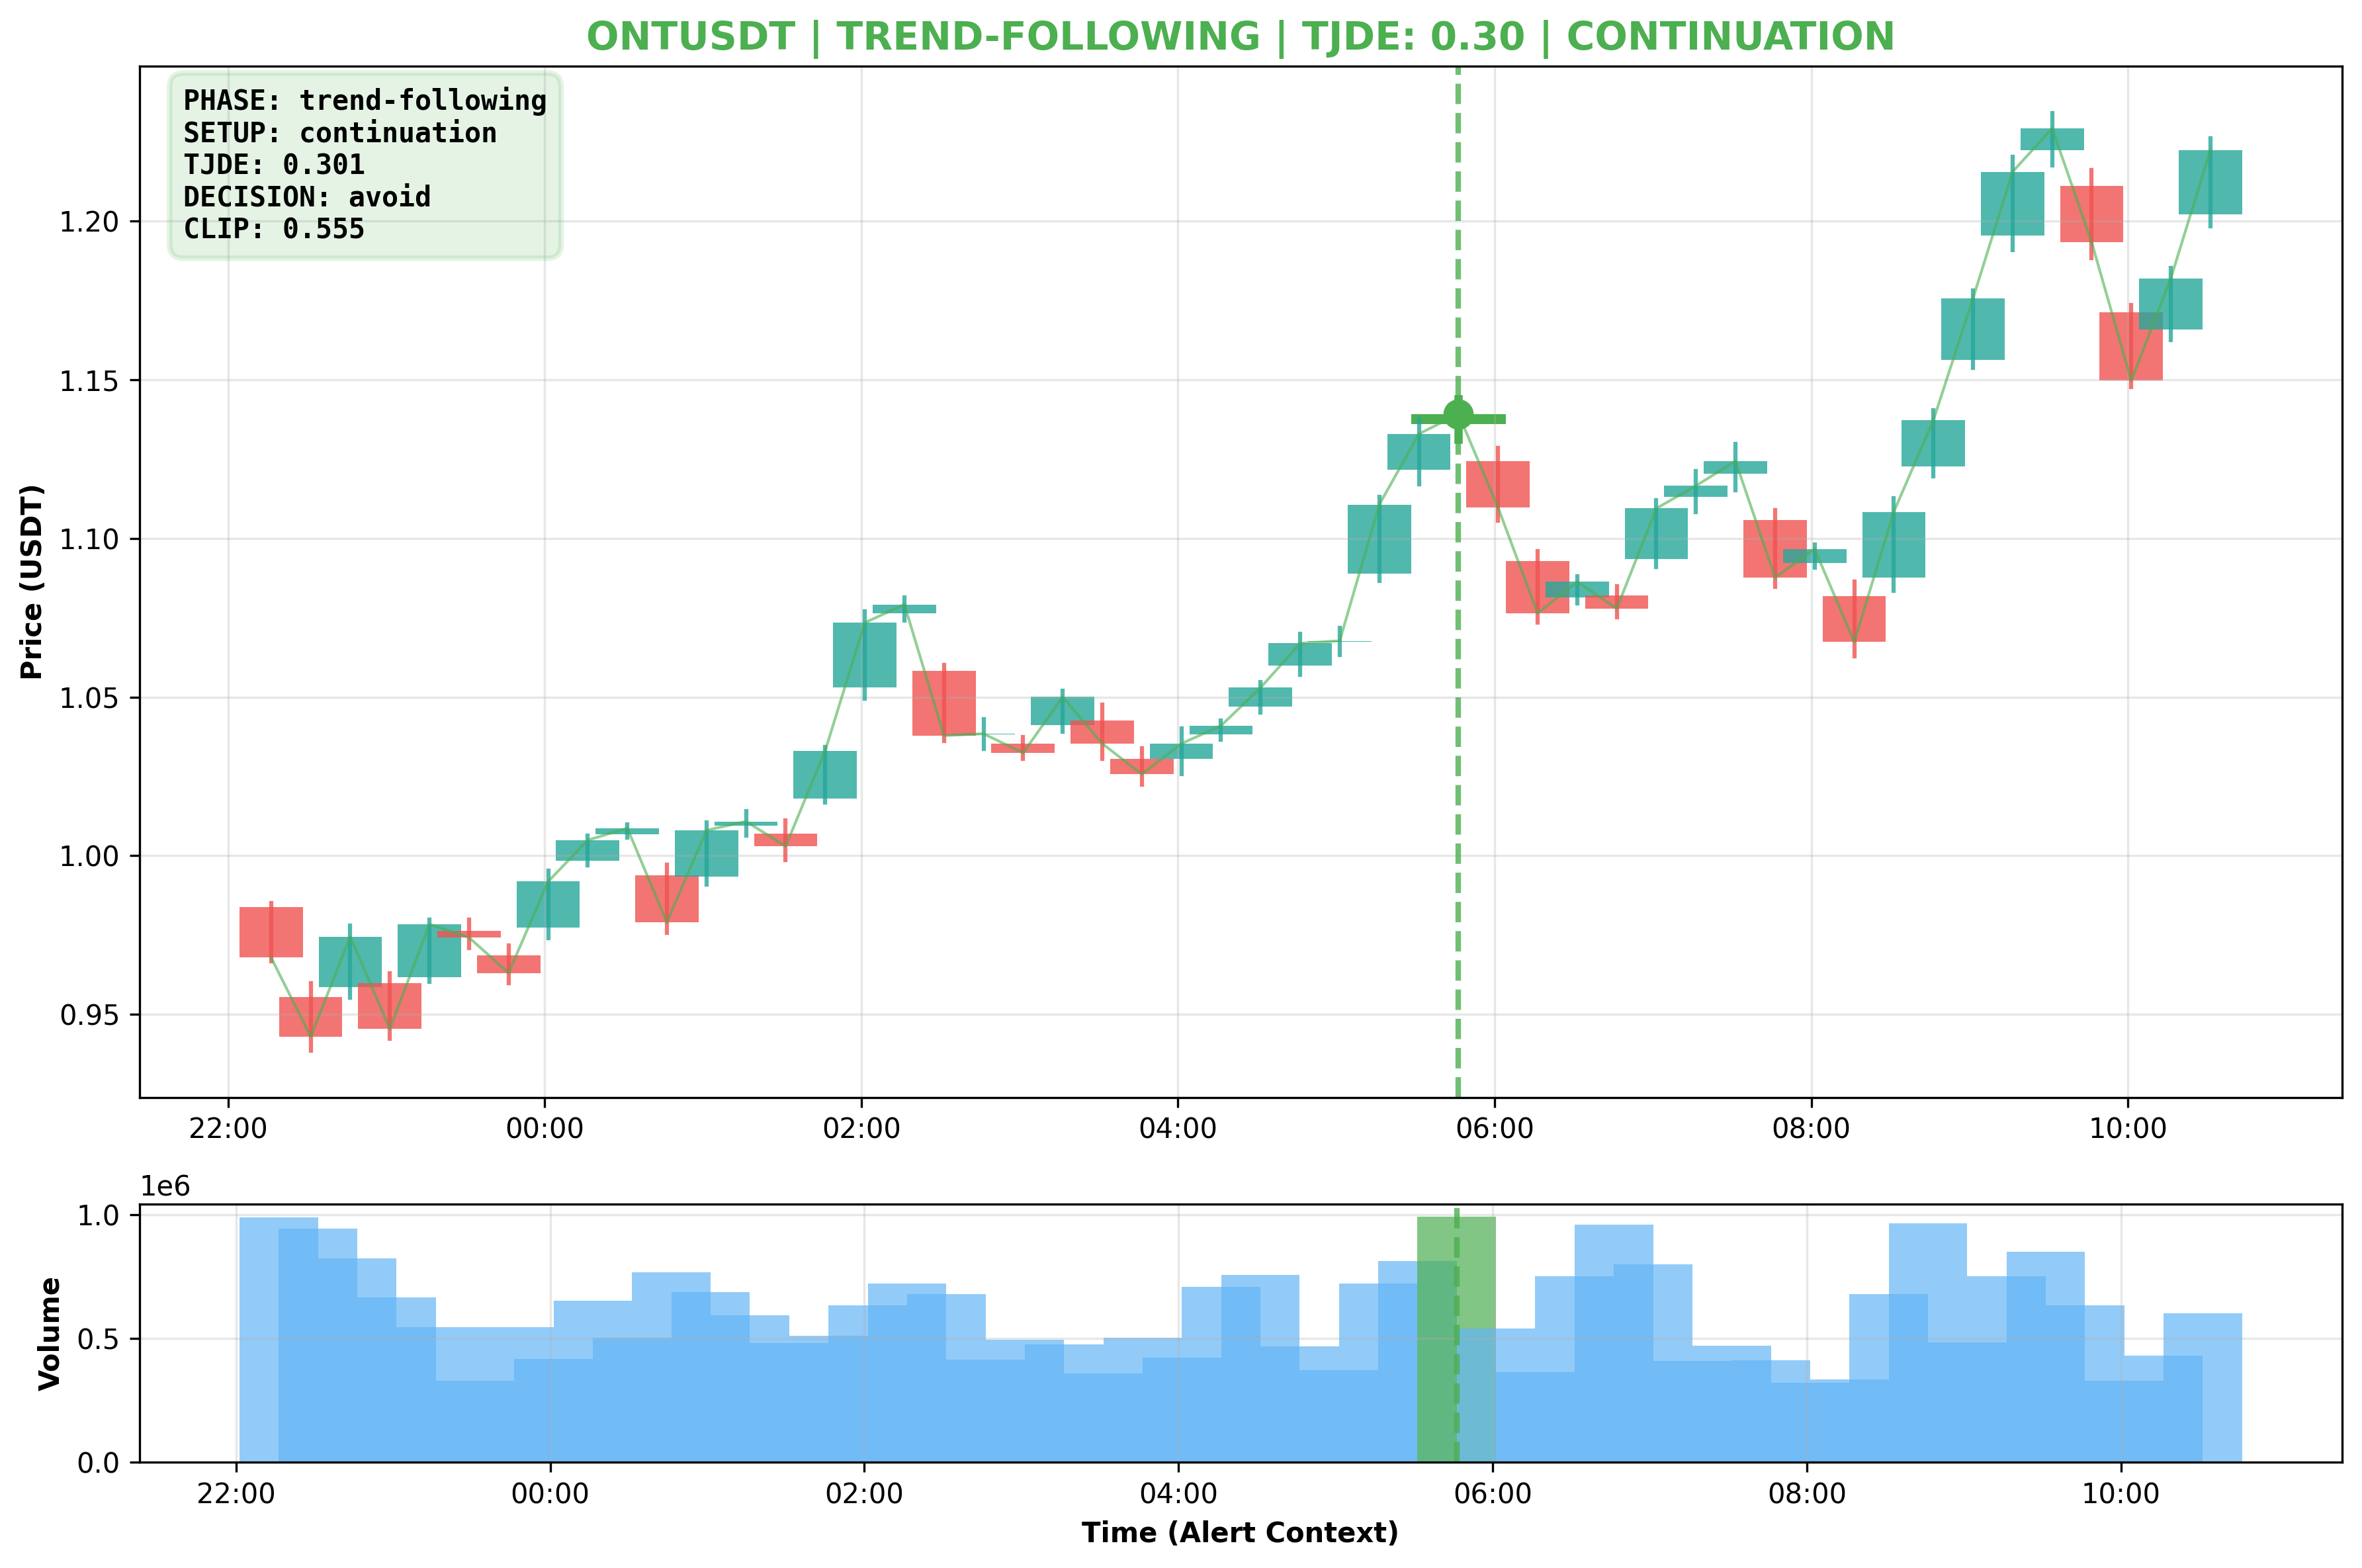 ONTUSDT | TREND-FOLLOWING | TJDE: 0.30 | CONTINUATION
PHASE: trend-following
SETUP: continuation
TJDE: 0.301
DECISION: avoid
CLIP: 0.555
Price (USDT)
1.20
1.15
1.10
1.05
1.00
0.95
22:00 00:00 02:00 04:00 06:00 08:00 10:00
1e6
Volume
1.0
0.5
0.0
22:00 00:00 02:00 04:00 06:00 08:00 10:00
Time (Alert Context)